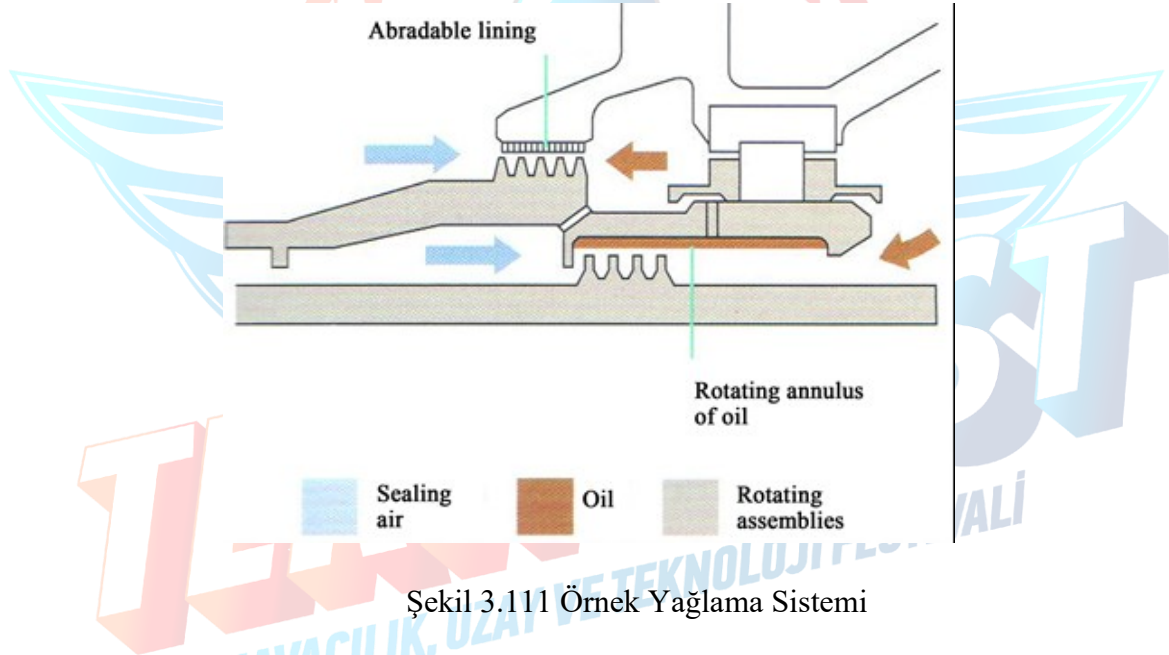 Abradable lining
Rotating annulus
of oil
Sealing
air
Oil
Rotating
assemblies
Şekil 3.111 Örnek Yağlama Sistemi